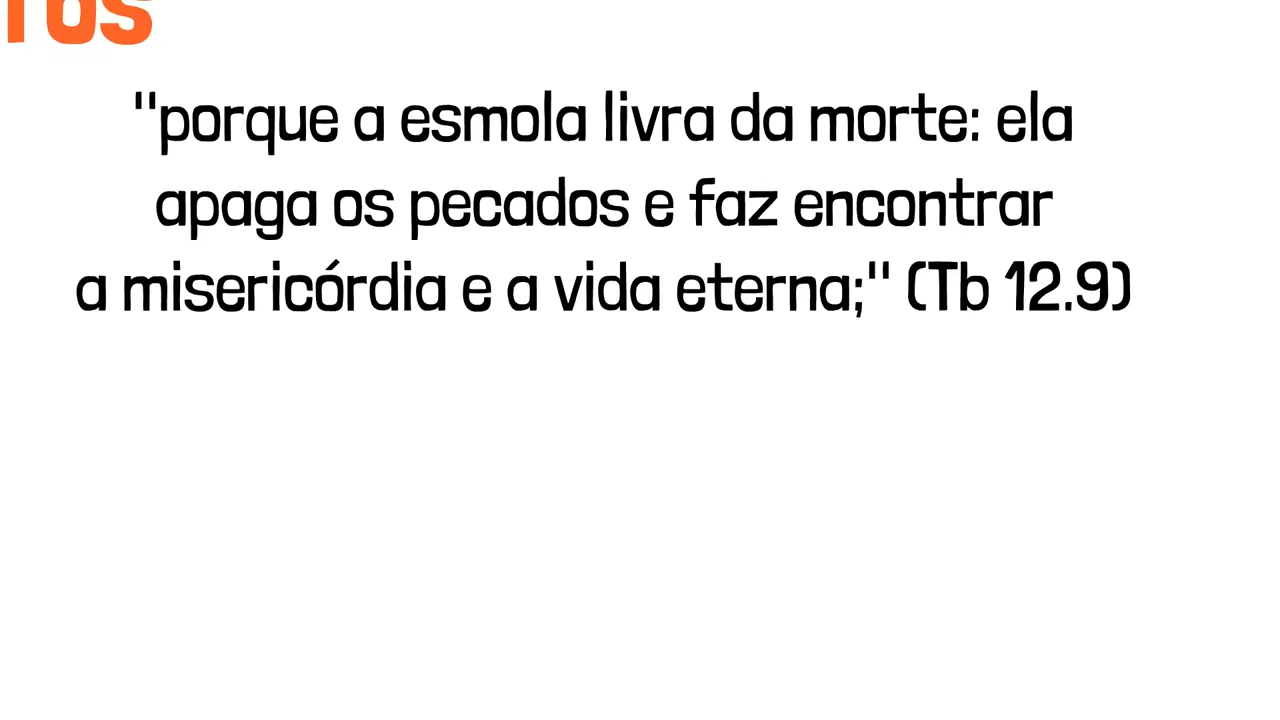 "porque a esmola livra da morte: ela
apaga os pecados e faz encontrar
a misericórdia e a vida eterna;" (Tb 12.9)